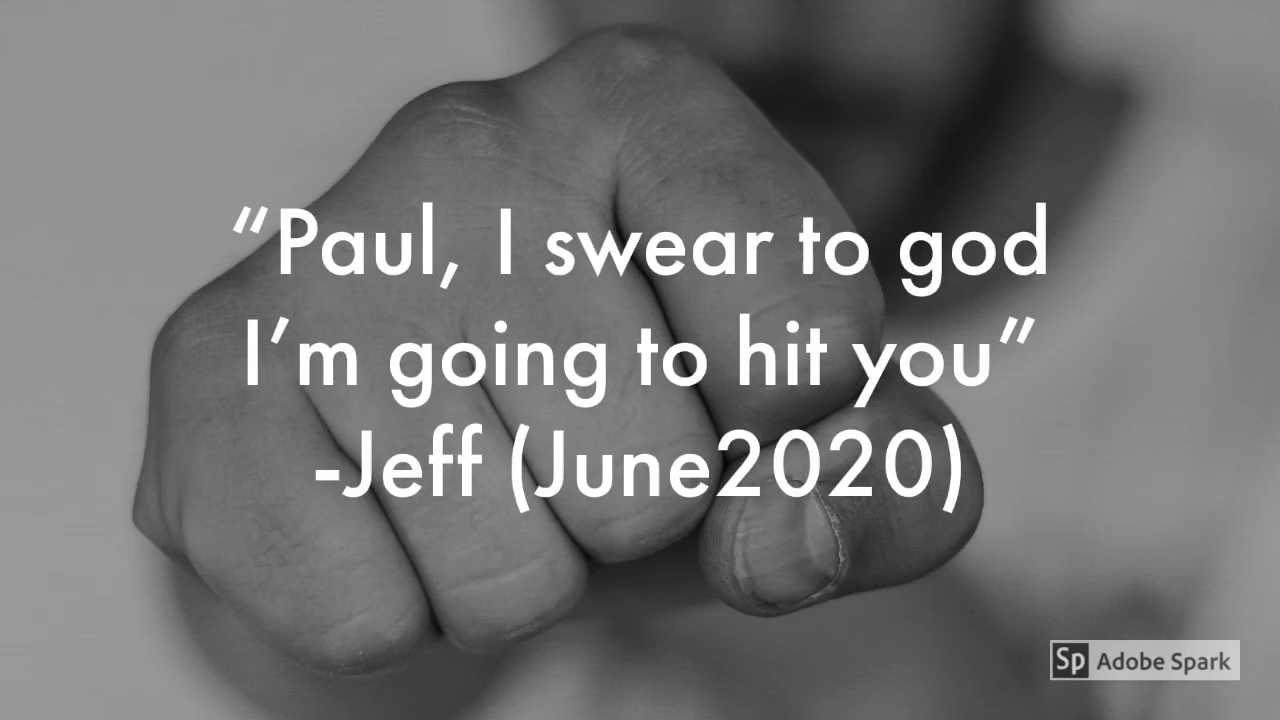 “Paul, I swear to god
I’m going to hit you”
-Jeff (June2020)
Sp Adobe Spark